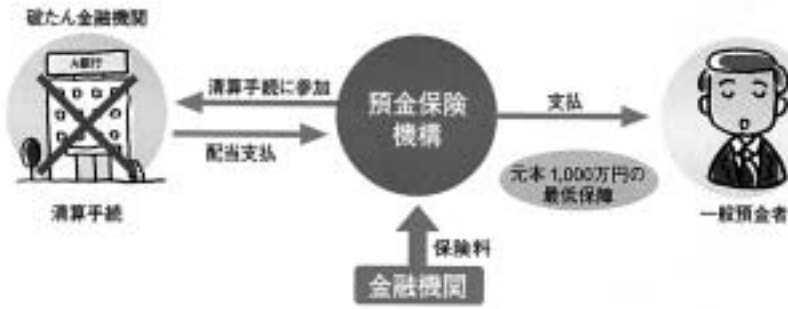 破たん金融機関
A銀行
清算手続
清算手続に参加
配当支払
預金保険
機構
支払
元本1,000万円の
最低保障
一般預金者
保険料
金融機関